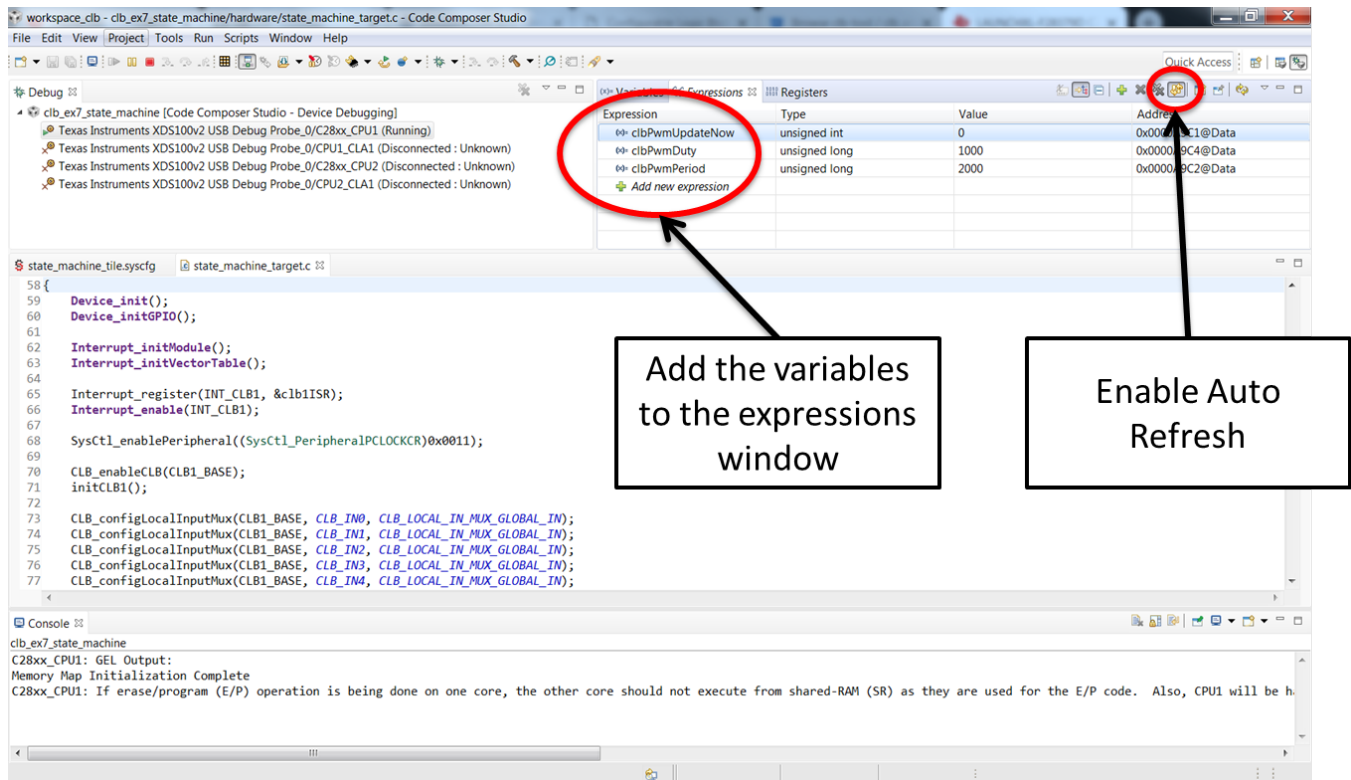 workspace_clb - clb_ex7_state_machine/hardware/state_machine_target.c - Code Composer Studio
File Edit View Project Tools Run Scripts Window Help
Quick Access
Debug
clb_ex7_state_machine [Code Composer Studio - Device Debugging]
Texas Instruments XDS100v2 USB Debug Probe_0/C28xx_CPU1 (Running)
Texas Instruments XDS100v2 USB Debug Probe_0/CPU1_CLA1 (Disconnected : Unknown)
Texas Instruments XDS100v2 USB Debug Probe_0/C28xx_CPU2 (Disconnected : Unknown)
Texas Instruments XDS100v2 USB Debug Probe_0/CPU2_CLA1 (Disconnected : Unknown)
Variables Expressions Registers
Expression Type Value Address
clbPwmUpdateNow unsigned int 0
clbPwmDuty unsigned long 1000
clbPwmPeriod unsigned long 2000
Add new expression
state_machine_tile.syscfg state_machine_target.c
58 {
59 Device_init();
60 Device_initGPIO();
61
62 Interrupt_initModule();
63 Interrupt_initVectorTable();
64
65 Interrupt_register(INT_CLB1, &clb1ISR);
66 Interrupt_enable(INT_CLB1);
67
68 SysCtl_enablePeripheral((SysCtl_PeripheralPCLOCKCR)0x0011);
69
70 CLB_enableCLB(CLB1_BASE);
71 initCLB1();
72
73 CLB_configLocalInputMux(CLB1_BASE, CLB_IN0, CLB_LOCAL_IN_MUX_GLOBAL_IN);
74 CLB_configLocalInputMux(CLB1_BASE, CLB_IN1, CLB_LOCAL_IN_MUX_GLOBAL_IN);
75 CLB_configLocalInputMux(CLB1_BASE, CLB_IN2, CLB_LOCAL_IN_MUX_GLOBAL_IN);
76 CLB_configLocalInputMux(CLB1_BASE, CLB_IN3, CLB_LOCAL_IN_MUX_GLOBAL_IN);
77 CLB_configLocalInputMux(CLB1_BASE, CLB_IN4, CLB_LOCAL_IN_MUX_GLOBAL_IN);
Add the variables
to the expressions
window
Enable Auto
Refresh
Console
clb_ex7_state_machine
C28xx_CPU1: GEL Output:
Memory Map Initialization Complete
C28xx_CPU1: If erase/program (E/P) operation is being done on one core, the other core should not execute from shared-RAM (SR) as they are used for the E/P code. Also, CPU1 will be